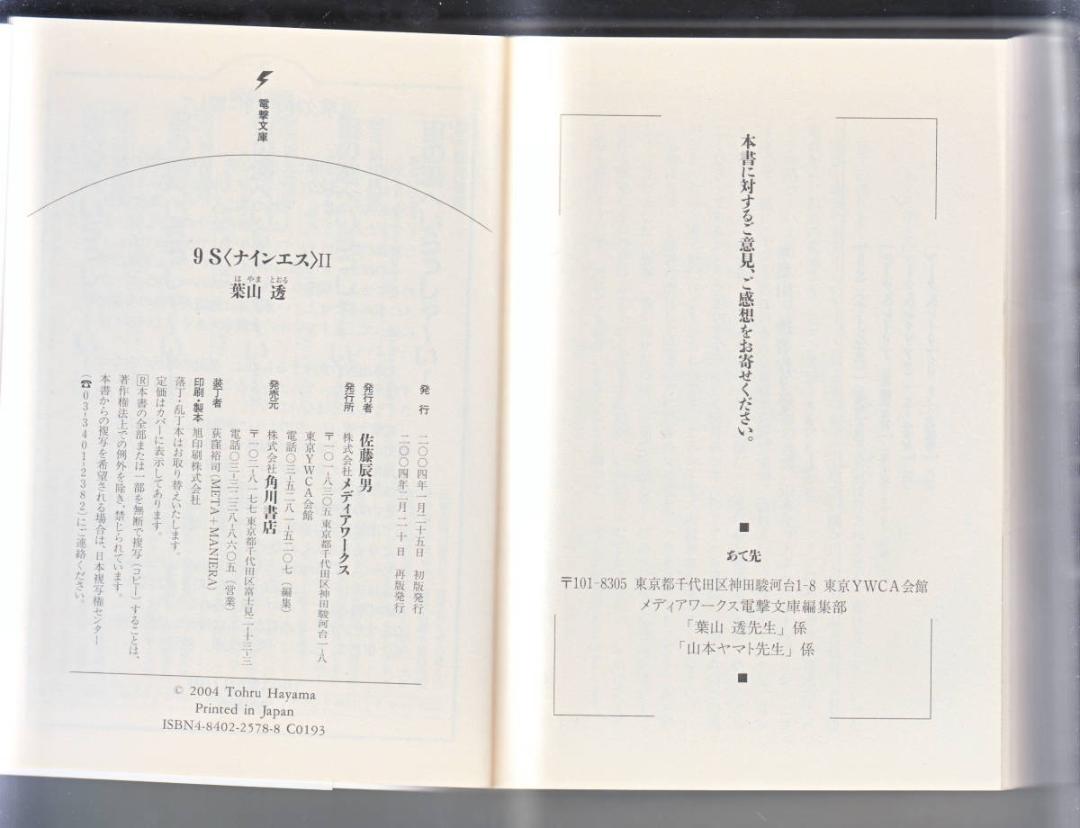 本書に対するご意見、ご感想をお寄せください。
■
あて先
〒101-8305 東京都千代田区神田駿河台1-8 東京YWCA会館
メディアワークス電撃文庫編集部
「葉山 透先生」係
「山本ヤマト先生」係
■
電撃文庫
9S〈ナインエス〉II
は やま とおる
葉山 透
発 行 二〇〇四年一月二十五日 初版発行
二〇〇四年二月二十日 再版発行
発行者 佐藤辰男
発行所 株式会社メディアワークス
〒一〇一-八三〇五 東京都千代田区神田駿河台一-八
東京YWCA会館
電話〇三-五二八一-五二〇七（編集）
発売元 株式会社角川書店
〒一〇二-八一七七 東京都千代田区富士見二-十三-三
電話〇三-三二三八-八六〇五（営業）
装丁者 荻窪裕司(META+MANIERA)
印刷・製本 旭印刷株式会社
落丁・乱丁本はお取り替えいたします。
定価はカバーに表示してあります。
Ⓡ本書の全部または一部を無断で複写（コピー）することは、
著作権法上での例外を除き、禁じられています。
本書からの複写を希望される場合は、日本複写権センター
（☎03-3401-2382）にご連絡ください。
© 2004 Tohru Hayama
Printed in Japan
ISBN4-8402-2578-8 C0193